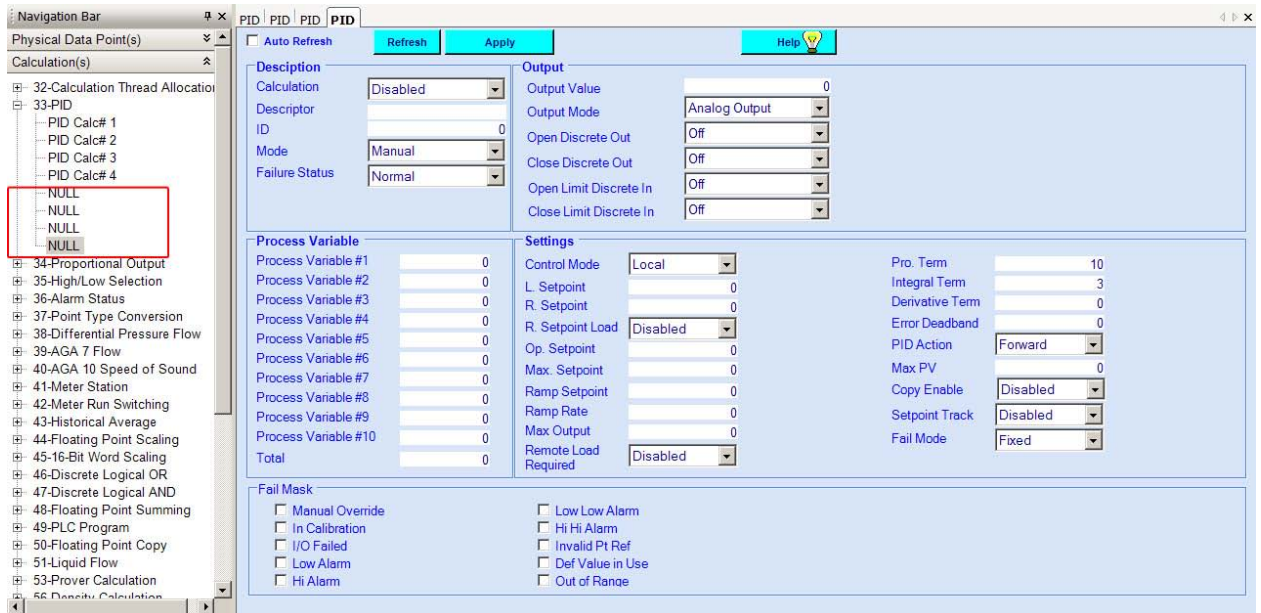 Navigation Bar
Physical Data Point(s)
Calculation(s)
32-Calculation Thread Allocation
33-PID
PID Calc# 1
PID Calc# 2
PID Calc# 3
PID Calc# 4
NULL
NULL
NULL
NULL
34-Proportional Output
35-High/Low Selection
36-Alarm Status
37-Point Type Conversion
38-Differential Pressure Flow
39-AGA 7 Flow
40-AGA 10 Speed of Sound
41-Meter Station
42-Meter Run Switching
43-Historical Average
44-Floating Point Scaling
45-16-Bit Word Scaling
46-Discrete Logical OR
47-Discrete Logical AND
48-Floating Point Summing
49-PLC Program
50-Floating Point Copy
51-Liquid Flow
53-Prover Calculation
56-Density Calculation
PID PID PID PID
Auto Refresh Refresh Apply Help
Desciption
Calculation Disabled
Descriptor
ID 0
Mode Manual
Failure Status Normal
Output
Output Value 0
Output Mode Analog Output
Open Discrete Out Off
Close Discrete Out Off
Open Limit Discrete In Off
Close Limit Discrete In Off
Process Variable
Process Variable #1 0
Process Variable #2 0
Process Variable #3 0
Process Variable #4 0
Process Variable #5 0
Process Variable #6 0
Process Variable #7 0
Process Variable #8 0
Process Variable #9 0
Process Variable #10 0
Total 0
Settings
Control Mode Local
L. Setpoint 0
R. Setpoint 0
R. Setpoint Load Disabled
Op. Setpoint 0
Max. Setpoint 0
Ramp Setpoint 0
Ramp Rate 0
Max Output 0
Remote Load
Required Disabled
Pro. Term 10
Integral Term 3
Derivative Term 0
Error Deadband 0
PID Action Forward
Max PV 0
Copy Enable Disabled
Setpoint Track Disabled
Fail Mode Fixed
Fail Mask
Manual Override
In Calibration
I/O Failed
Low Alarm
Hi Alarm
Low Low Alarm
Hi Hi Alarm
Invalid Pt Ref
Def Value in Use
Out of Range